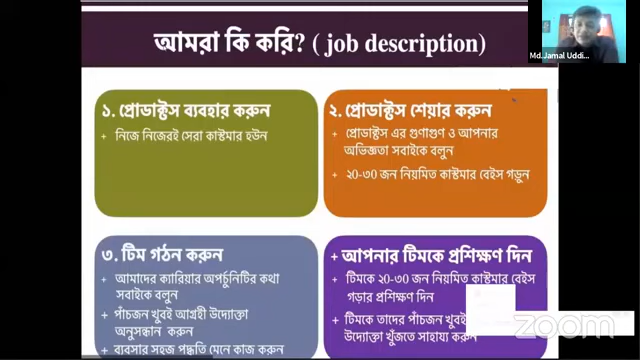 আমরা কি করি? ( job description)
Md.Jamal Uddi...
১. প্রোডাক্টস ব্যবহার করুন
+ নিজে নিজেরই সেরা কাস্টমার হউন
২. প্রোডাক্টস শেয়ার করুন
+ প্রোডাক্টস এর গুণাগুণ ও আপনার
অভিজ্ঞতা সবাইকে বলুন
+ ২০-৩০ জন নিয়মিত কাস্টমার বেইস গড়ুন
৩. টিম গঠন করুন
+ আমাদের ক্যারিয়ার অপর্চুনিটির কথা
সবাইকে বলুন
+ পাঁচজন খুবই আগ্রহী উদ্যোক্তা
অনুসন্ধান করুন
+ ব্যবসার সহজ পদ্ধতি মেনে কাজ করুন
+ আপনার টিমকে প্রশিক্ষণ দিন
+ টিমকে ২০-৩০ জন নিয়মিত কাস্টমার বেইস
গড়ার প্রশিক্ষণ দিন
+ টিমকে তাদের পাঁচজন খুবই
উদ্যোক্তা খুঁজতে সাহায্য করুন
zoom